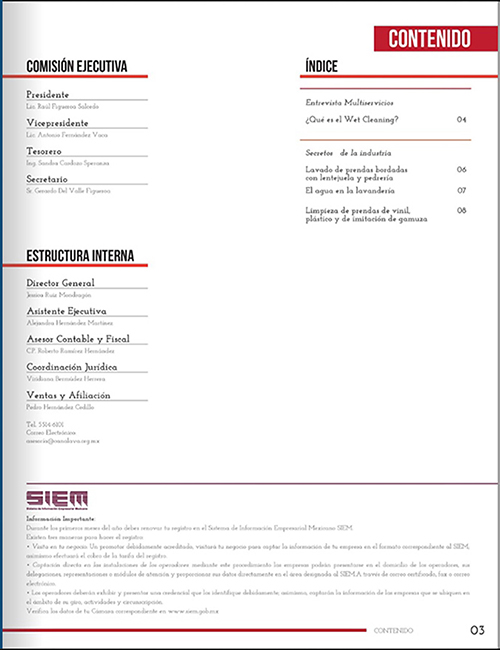 CONTENIDO
COMISIÓN EJECUTIVA
Presidente
Lic. Raúl Figueroa Salcedo
Vicepresidente
Lic. Antonio Fernández Viera
Tesorero
Ing. Sandra Cardozo
Secretario
Sr. Gerardo Del Valle Figueroa
ESTRUCTURA INTERNA
Director General
Jessica Ruiz Mondragón
Asistente Ejecutiva
Alejandra Hernández Martínez
Asesor Contable y Fiscal
C.P. Roberto Ramírez Hernández
Coordinación Jurídica
Viridiana Bermúdez Herrera
Ventas y Afiliación
Pedro Hernández Cedillo
Tel. 5514 6101
Correo Electrónico
ÍNDICE
Entrevista Multiservicios
¿Qué es el Wet Cleaning? 04
Secretos de la industria
Lavado de prendas bordadas
con lentejuela y pedrería 06
El agua en la lavandería 07
Limpieza de prendas de vinil,
plástico y de imitación de gamuza 08
SIEM
Sistema de Información Empresarial Mexicano
Información Importante:
Durante los primeros meses del año debes renovar tu registro en el Sistema de Información Empresarial Mexicano SIEM.
Existen tres maneras para hacer el registro:
• Visita en tu negocio: Un promotor debidamente acreditado, visitara tu negocio para captar la información de tu empresa en el formato correspondiente al SIEM,
asimismo efectuará el cobro de la tarifa del registro.
• Captación directa en las instalaciones de los operadores: mediante este procedimiento las empresas podrán presentarse en el domicilio de los operadores, sus
delegaciones, representaciones o módulos de atención y proporcionar sus datos directamente en el área designada al SIEM,A través de correo certificado, fax o correo
electrónico.
• Los operadores deberán exhibir y presentar una credencial que los identifique debidamente; asimismo, captarán la información de las empresas que se ubiquen en
el ámbito de su giro, actividades y circunscripción.
Verifica los datos de tu Cámara correspondiente en: www.siem.gob.mx
CONTENIDO 03